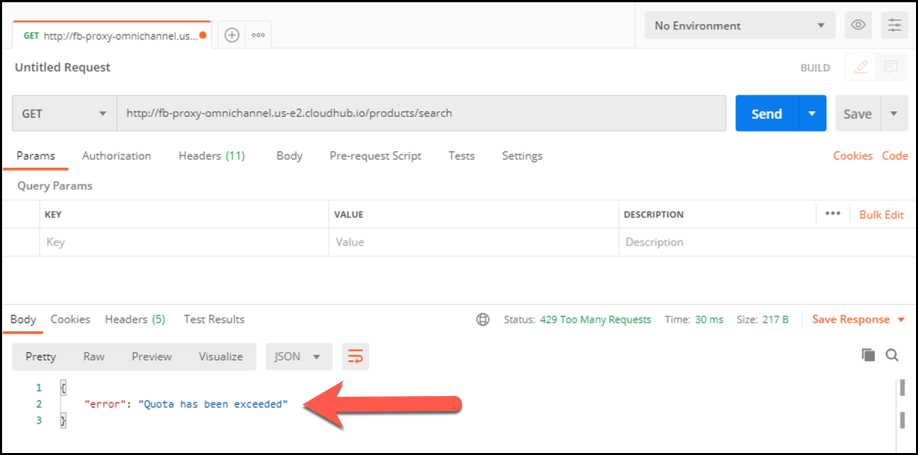 GET http://fb-proxy-omnichannel.us...
No Environment
Untitled Request
BUILD
GET http://fb-proxy-omnichannel.us-e2.cloudhub.io/products/search Send Save
Params Authorization Headers (11) Body Pre-request Script Tests Settings Cookies Code
Query Params
KEY VALUE DESCRIPTION ••• Bulk Edit
Key Value Description
Body Cookies Headers (5) Test Results Status: 429 Too Many Requests Time: 30 ms Size: 217 B Save Response
Pretty Raw Preview Visualize JSON
1 {
2 "error": "Quota has been exceeded"
3 }